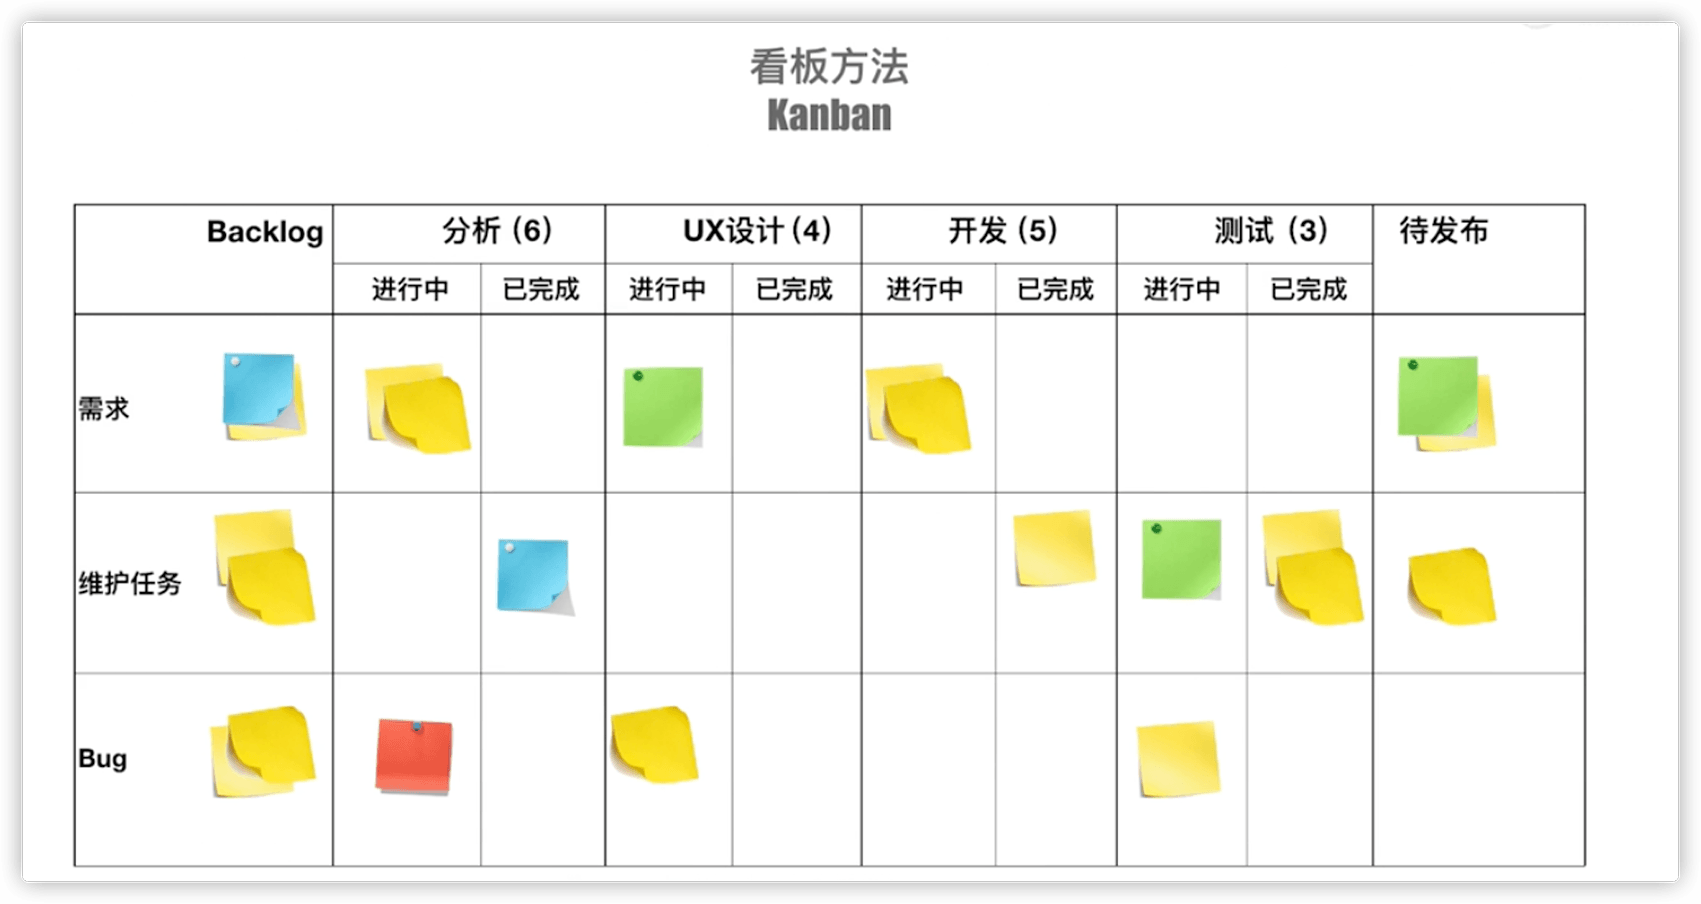 看板方法
Kanban
Backlog
分析（6）
UX设计（4）
开发（5）
测试（3）
待发布
进行中
已完成
进行中
已完成
进行中
已完成
进行中
已完成
需求
维护任务
Bug